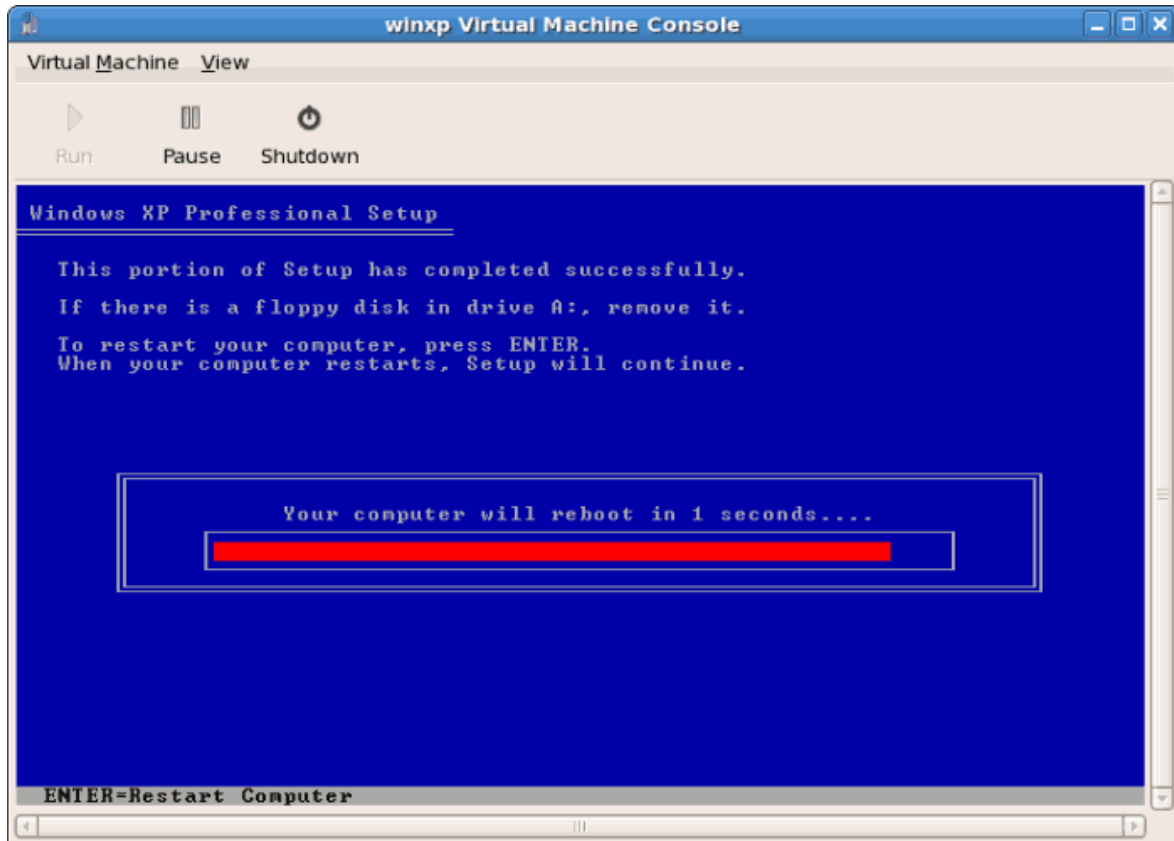 winxp Virtual Machine Console
Virtual Machine View
Run Pause Shutdown
Windows XP Professional Setup
This portion of Setup has completed successfully.
If there is a floppy disk in drive A:, remove it.
To restart your computer, press ENTER.
When your computer restarts, Setup will continue.
Your computer will reboot in 1 seconds....
ENTER=Restart Computer